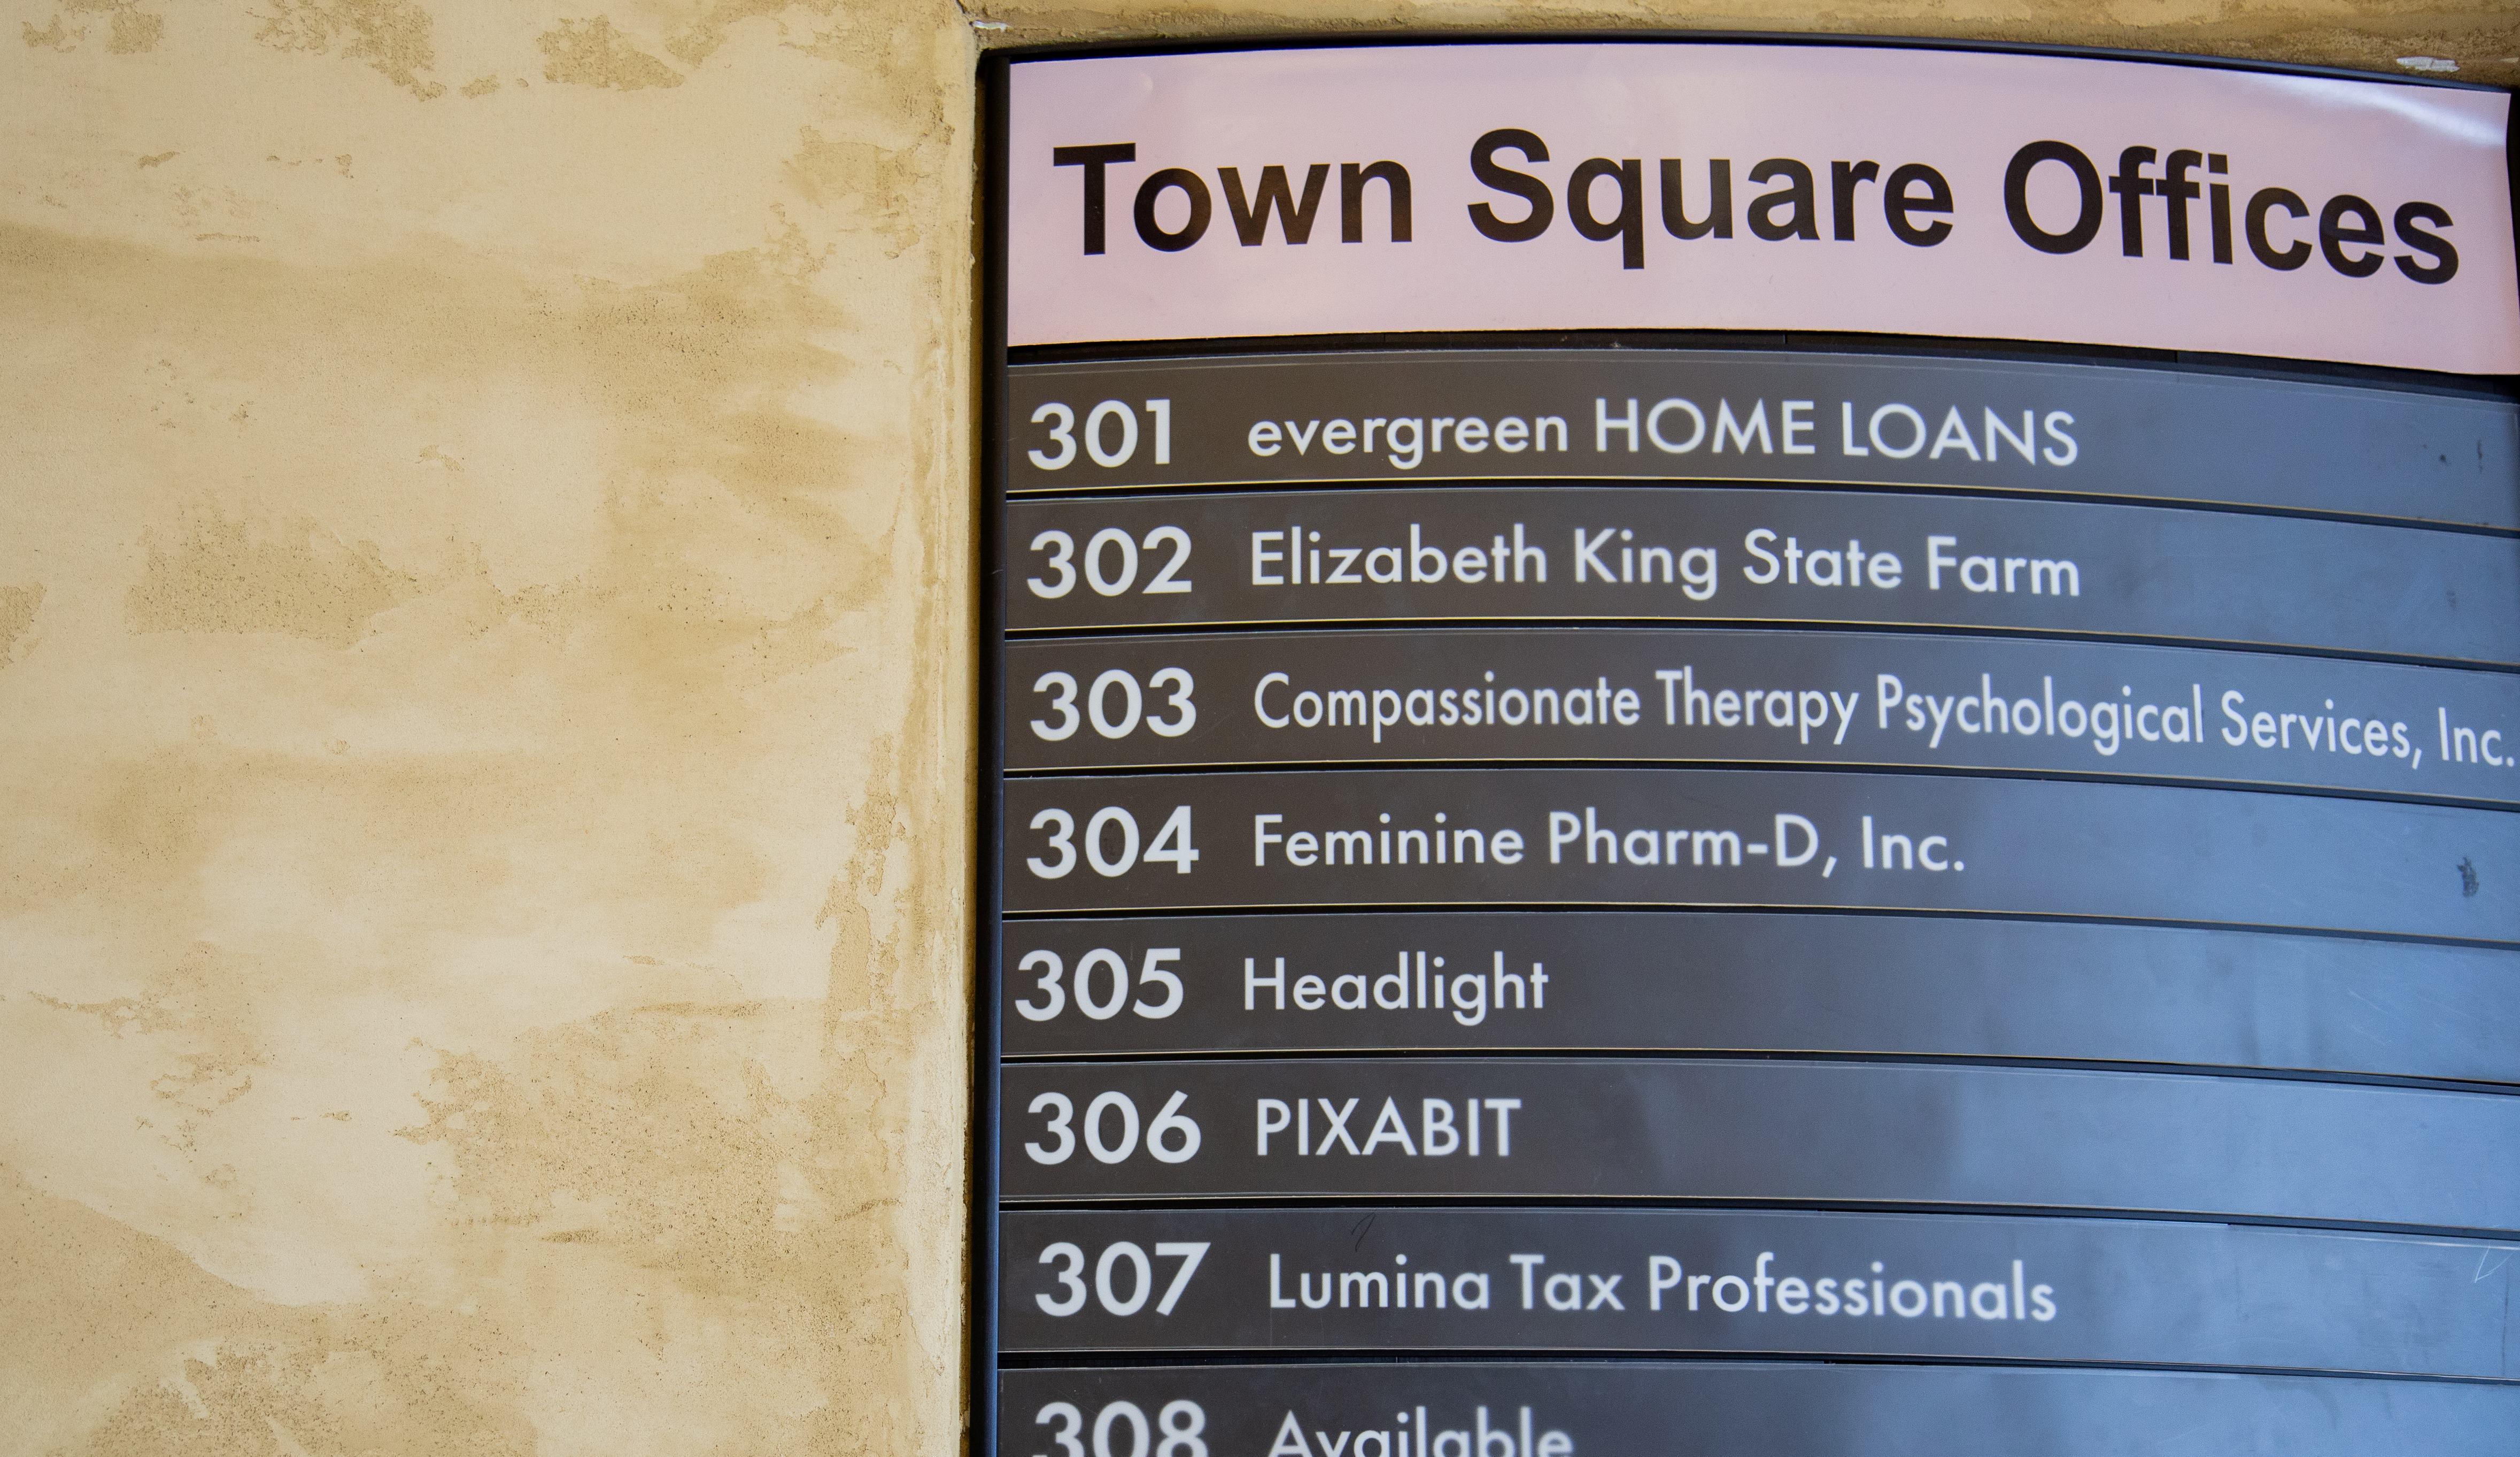 Town Square Offices
301 evergreen HOME LOANS
302 Elizabeth King State Farm
303 Compassionate Therapy Psychological Services, Inc.
304 Feminine Pharm-D, Inc.
305 Headlight
306 PIXABIT
307 Lumina Tax Professionals
308 Available